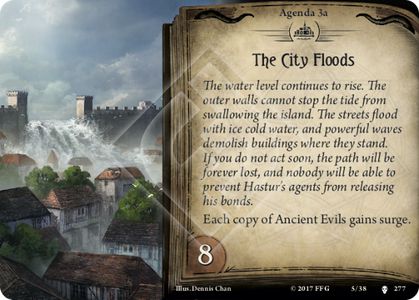 Agenda 3a
The City Floods
The water level continues to rise. The
outer walls cannot stop the tide from
swallowing the island. The streets flood
with ice cold water, and powerful waves
demolish buildings where they stand.
If you do not act soon, the path will be
forever lost, and nobody will be able to
prevent Hastur's agents from releasing
his bonds.
Each copy of Ancient Evils gains surge.
8
Illus. Dennis Chan
© 2017 FFG
5/38
277